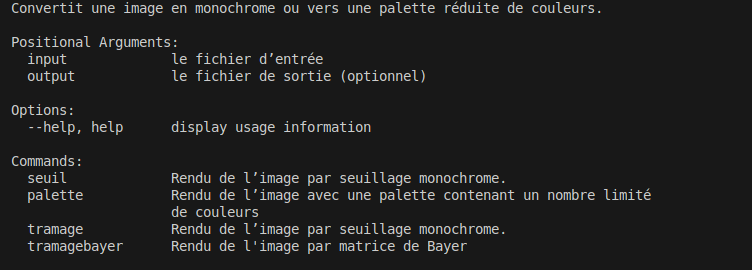 Convertit une image en monochrome ou vers une palette réduite de couleurs.
Positional Arguments:
input le fichier d’entrée
output le fichier de sortie (optionnel)
Options:
--help, help display usage information
Commands:
seuil Rendu de l’image par seuillage monochrome.
palette Rendu de l’image avec une palette contenant un nombre limité
de couleurs
tramage Rendu de l’image par seuillage monochrome.
tramagebayer Rendu de l'image par matrice de Bayer